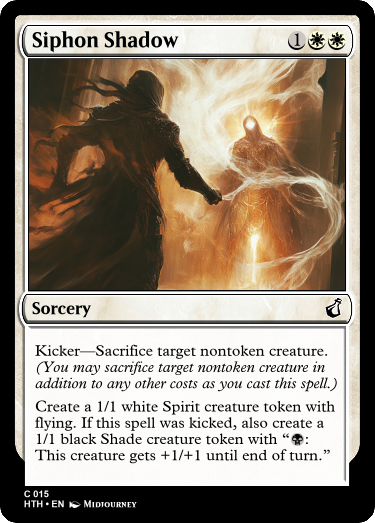 Siphon Shadow 1
Sorcery
Kicker—Sacrifice target nontoken creature.
(You may sacrifice target nontoken creature in
addition to any other costs as you cast this spell.)
Create a 1/1 white Spirit creature token with
flying. If this spell was kicked, also create a
1/1 black Shade creature token with “:
This creature gets +1/+1 until end of turn.”
C 015
HTH • EN Midjourney